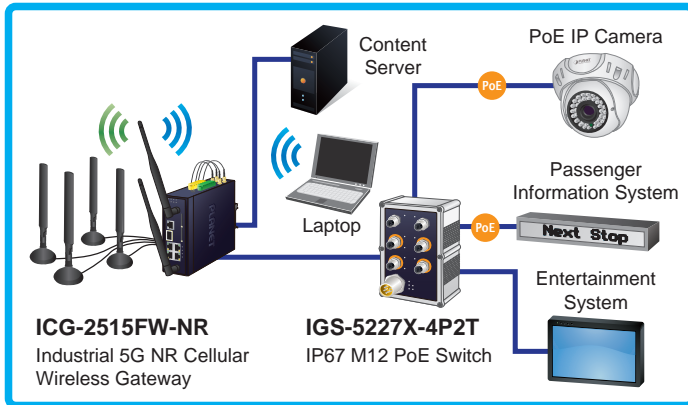 Content
Server
PoE IP Camera
PoE
Laptop
Passenger
Information System
PoE
Next Stop
PLANET
Entertainment
System
ICG-2515FW-NR
Industrial 5G NR Cellular
Wireless Gateway
IGS-5227X-4P2T
IP67 M12 PoE Switch